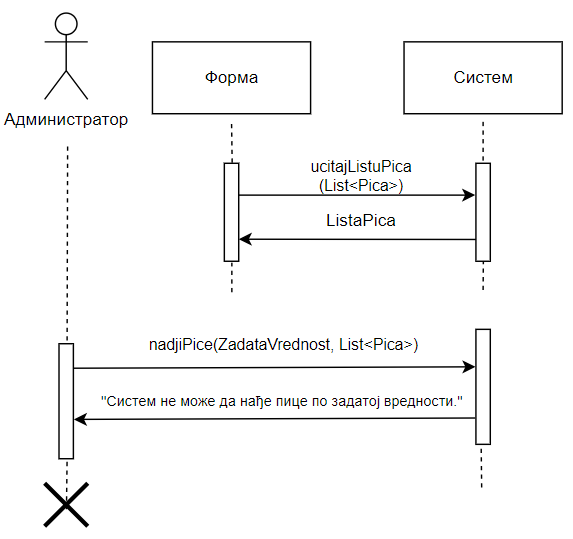 Форма
Систем
Администратор
ucitajListuPica
(List<Pica>)
ListaPica
nadjiPice(ZadataVrednost, List<Pica>)
"Систем не може да нађе пице по задатој вредности."